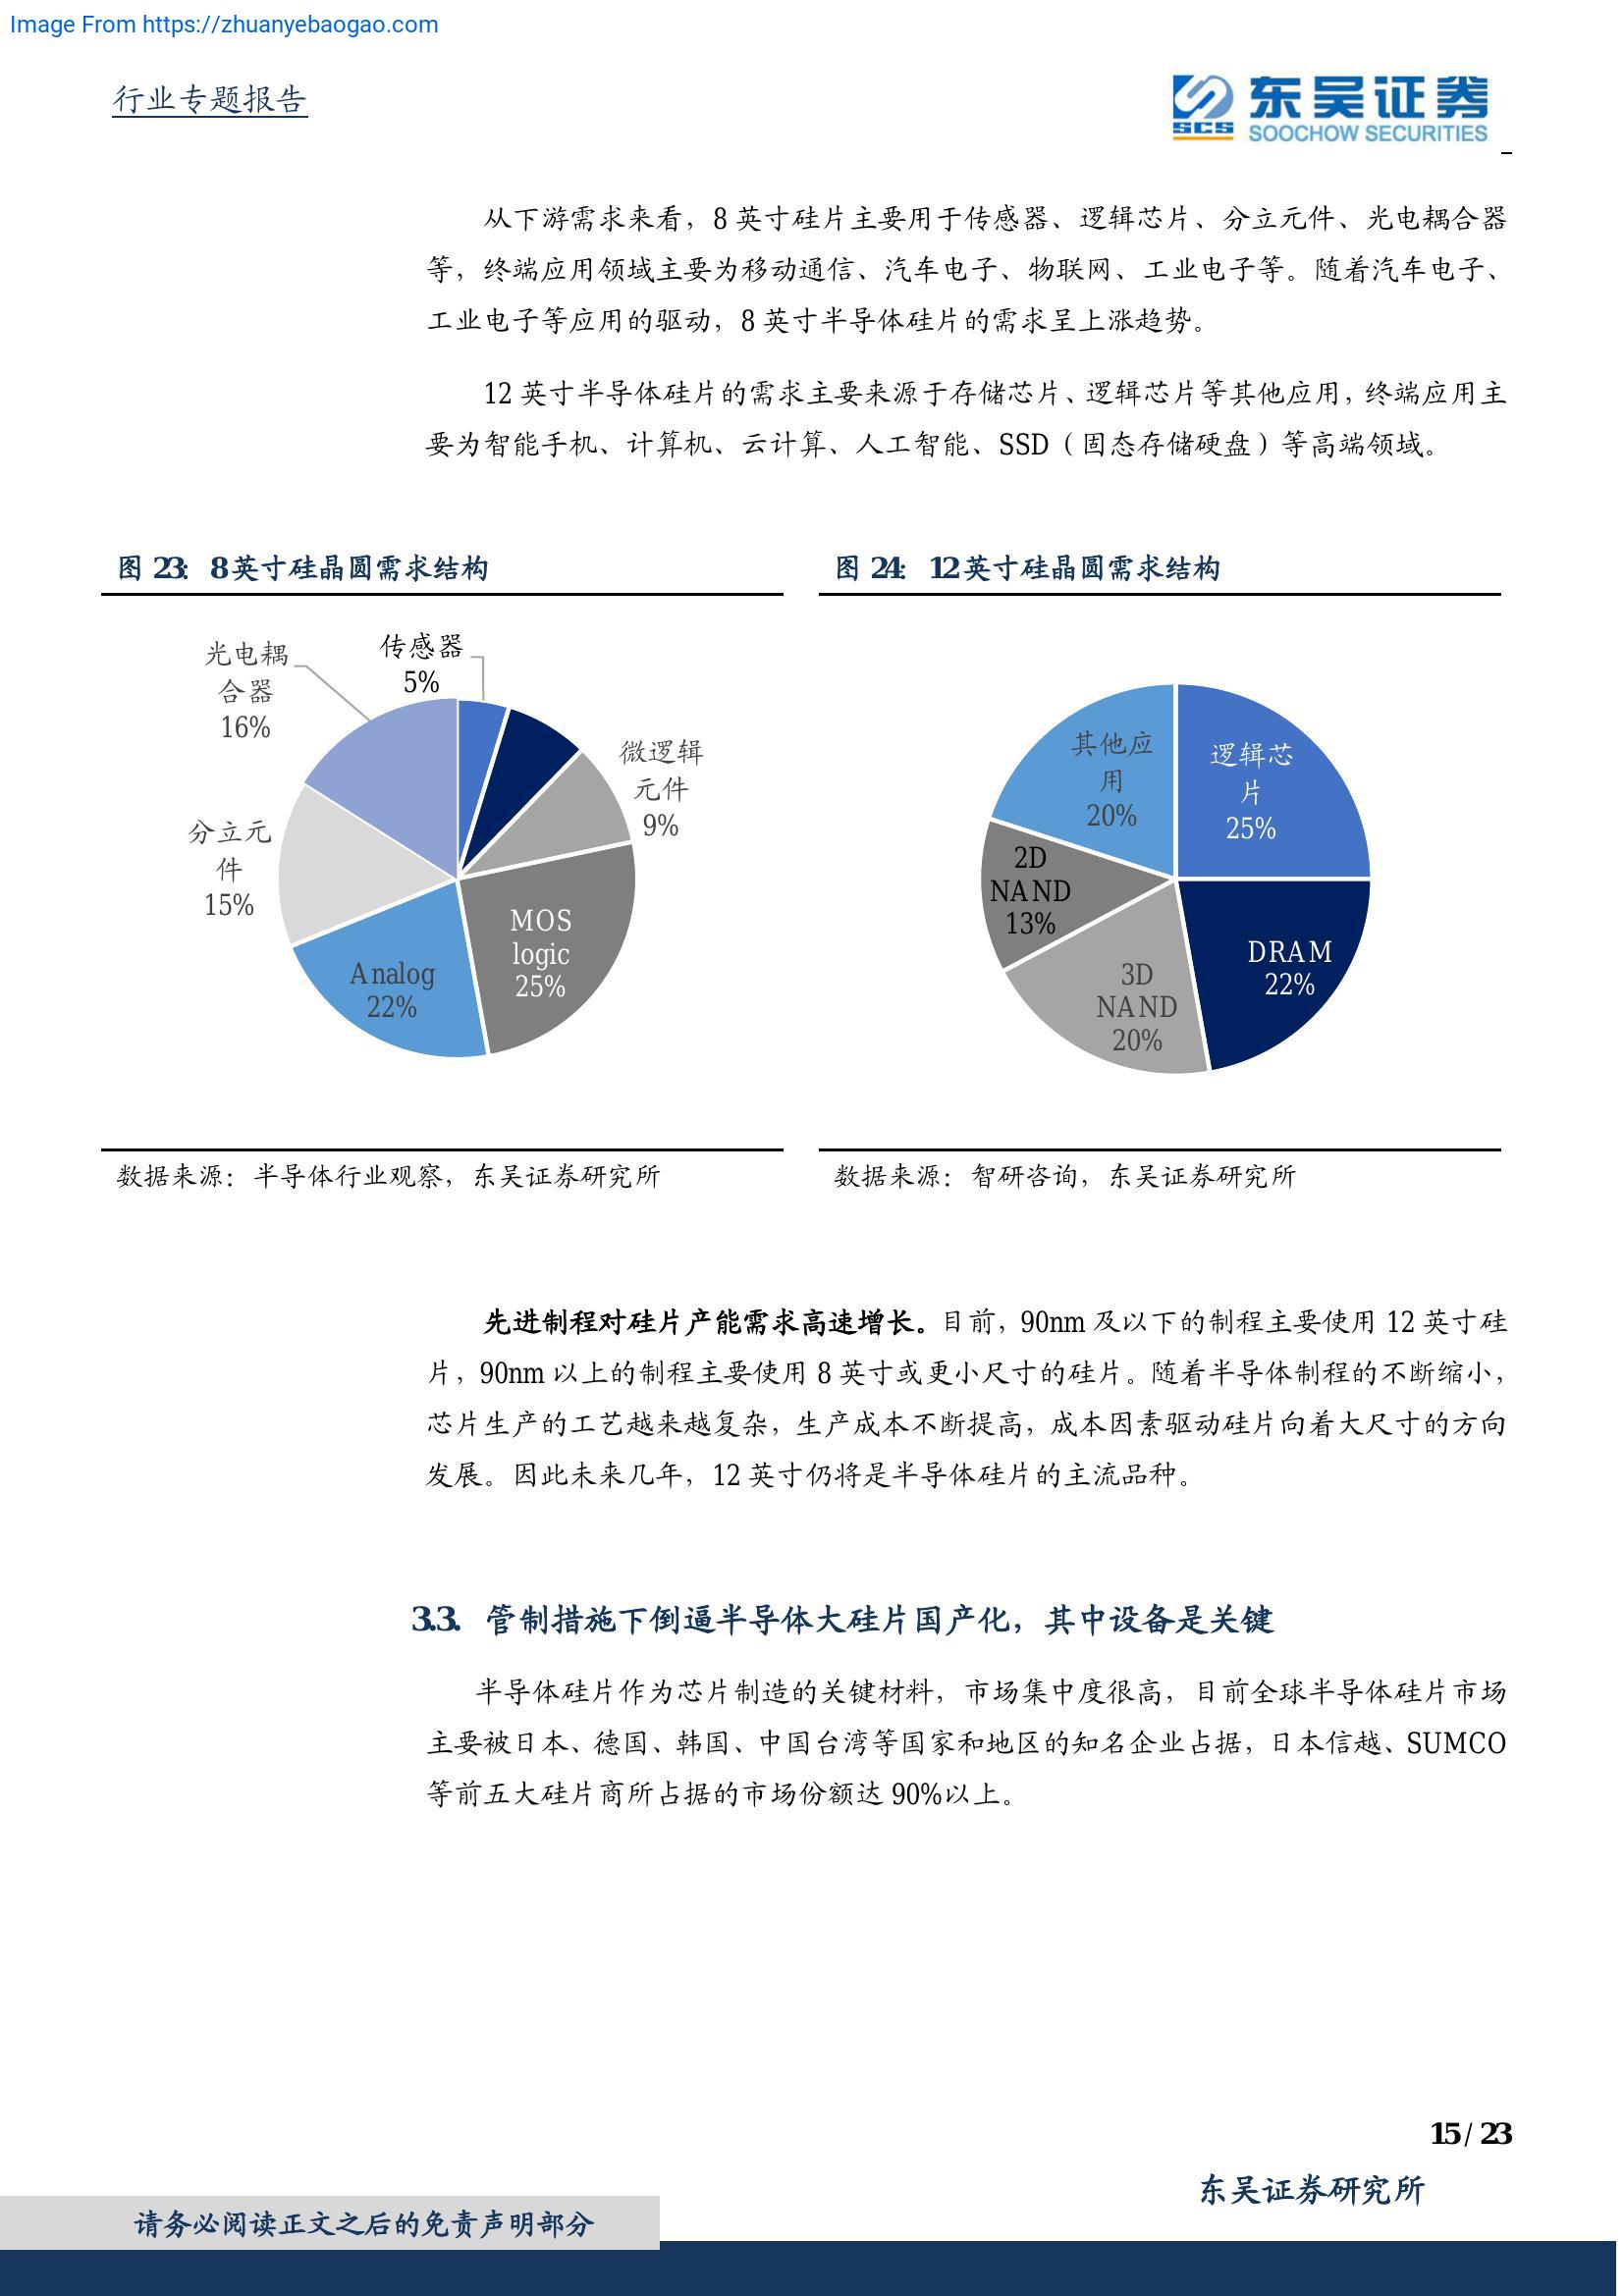 Image From https://zhuanyebaogao.com
行业专题报告
东吴证券
SCS
SOOCHOW SECURITIES
从下游需求来看，8 英寸硅片主要用于传感器、逻辑芯片、分立元件、光电耦合器
等，终端应用领域主要为移动通信、汽车电子、物联网、工业电子等。随着汽车电子、
工业电子等应用的驱动，8 英寸半导体硅片的需求呈上涨趋势。
12 英寸半导体硅片的需求主要来源于存储芯片、逻辑芯片等其他应用，终端应用主
要为智能手机、计算机、云计算、人工智能、SSD（固态存储硬盘）等高端领域。
图 23：8 英寸硅晶圆需求结构
光电耦
合器
16%
传感器
5%
微逻辑
元件
9%
分立元
件
15%
MOS
logic
25%
Analog
22%
数据来源：半导体行业观察，东吴证券研究所
图 24：12 英寸硅晶圆需求结构
其他应
用
20%
逻辑芯
片
25%
2D
NAND
13%
DRAM
22%
3D
NAND
20%
数据来源：智研咨询，东吴证券研究所
先进制程对硅片产能需求高速增长。目前，90nm 及以下的制程主要使用 12 英寸硅
片，90nm 以上的制程主要使用 8 英寸或更小尺寸的硅片。随着半导体制程的不断缩小，
芯片生产的工艺越来越复杂，生产成本不断提高，成本因素驱动硅片向着大尺寸的方向
发展。因此未来几年，12 英寸仍将是半导体硅片的主流品种。
3.3. 管制措施下倒逼半导体大硅片国产化，其中设备是关键
半导体硅片作为芯片制造的关键材料，市场集中度很高，目前全球半导体硅片市场
主要被日本、德国、韩国、中国台湾等国家和地区的知名企业占据，日本信越、SUMCO
等前五大硅片商所占据的市场份额达 90%以上。
15 / 23
东吴证券研究所
请务必阅读正文之后的免责声明部分